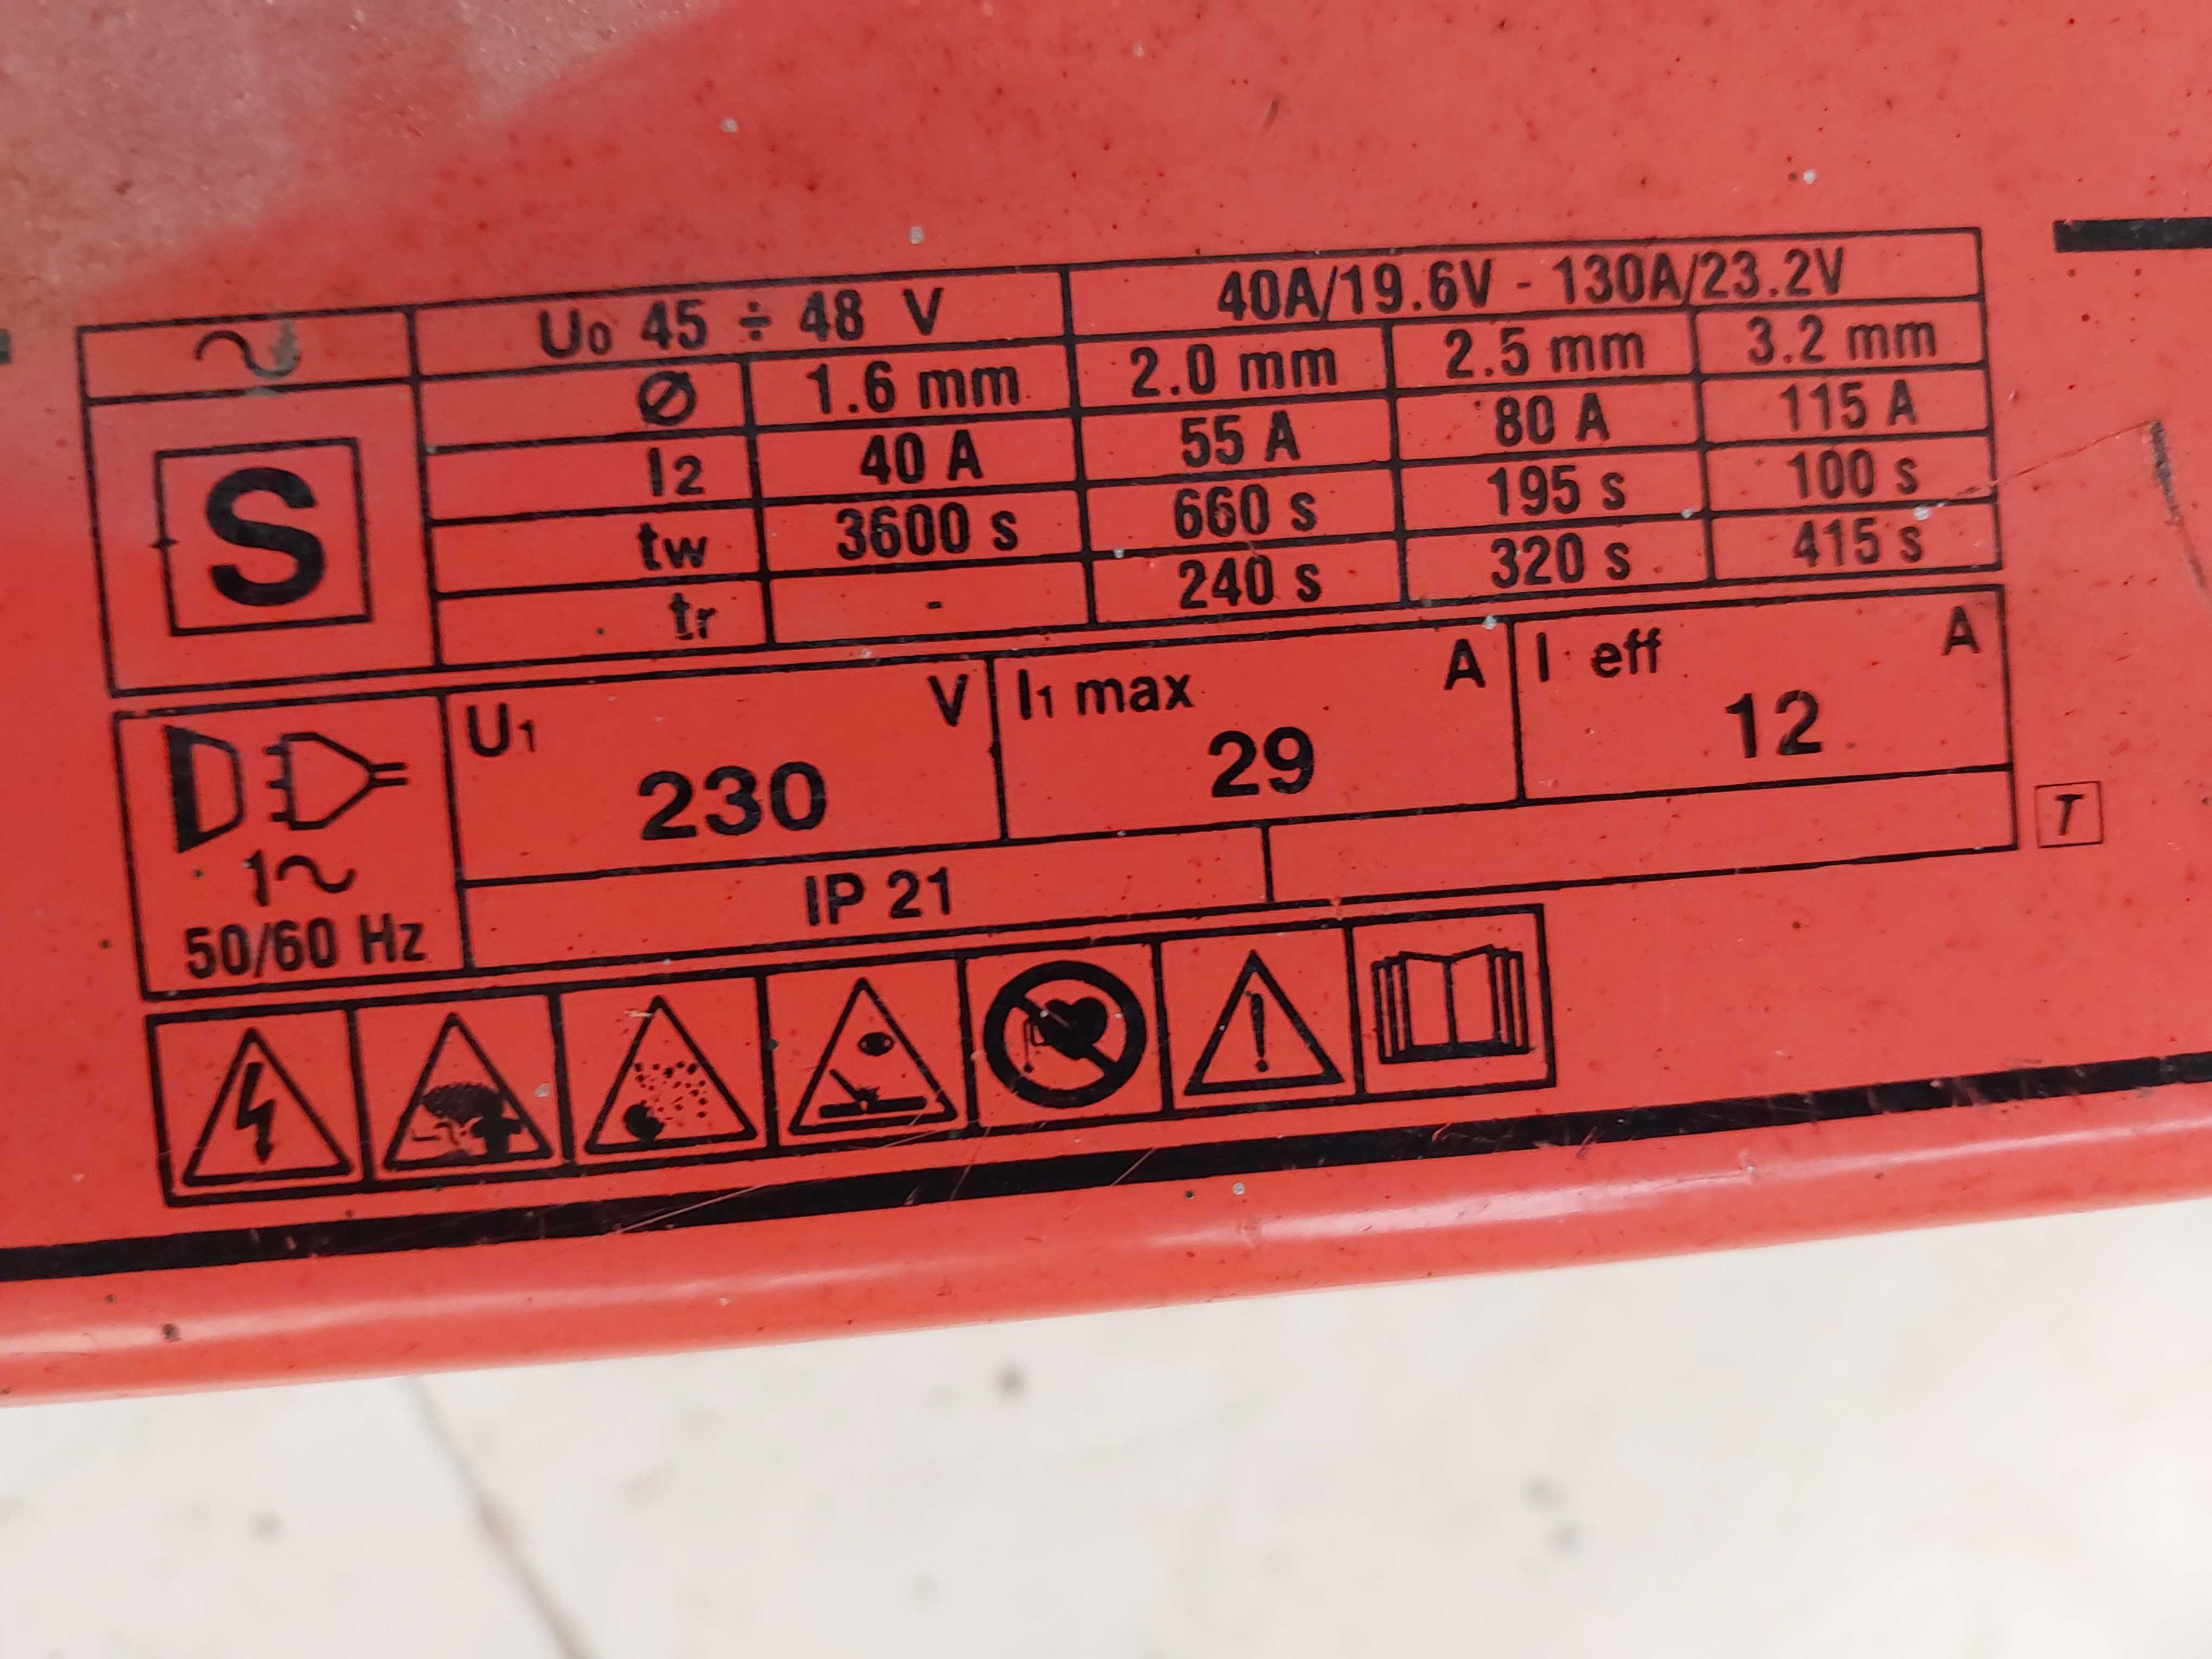 U0 45 ÷ 48 V 40A/19.6V - 130A/23.2V
Ø 1.6 mm 2.0 mm 2.5 mm 3.2 mm
S
I2 40 A 55 A 80 A 115 A
tw 3600 s 660 s 195 s 100 s
tr - 240 s 320 s 415 s
U1 V I1 max A I1 eff A
230 29 12
1~
50/60 Hz
IP 21
T